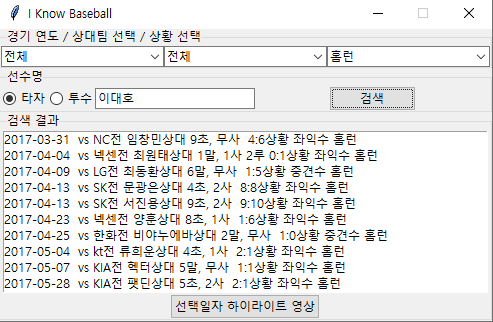 I Know Baseball
경기 연도 / 상대팀 선택 / 상황 선택
전체 전체 홈런
선수명
타자 투수 이대호 검색
검색 결과
2017-03-31 vs NC전 임창민상대 9초, 무사 4:6상황 좌익수 홈런
2017-04-04 vs 넥센전 최원태상대 1말, 1사 2루 0:1상황 좌익수 홈런
2017-04-09 vs LG전 최동환상대 6말, 무사 1:5상황 중견수 홈런
2017-04-13 vs SK전 문광은상대 4초, 2사 8:8상황 좌익수 홈런
2017-04-13 vs SK전 서진용상대 9초, 2사 9:10상황 좌익수 홈런
2017-04-23 vs 넥센전 양훈상대 8초, 1사 1:6상황 좌익수 홈런
2017-04-25 vs 한화전 비야누에바상대 2말, 무사 1:0상황 중견수 홈런
2017-05-04 vs kt전 류희운상대 4초, 1사 2:1상황 좌익수 홈런
2017-05-07 vs KIA전 헥터상대 5말, 무사 1:1상황 좌익수 홈런
2017-05-28 vs KIA전 팻딘상대 5초, 2사 2:1상황 좌익수 홈런
선택일자 하이라이트 영상